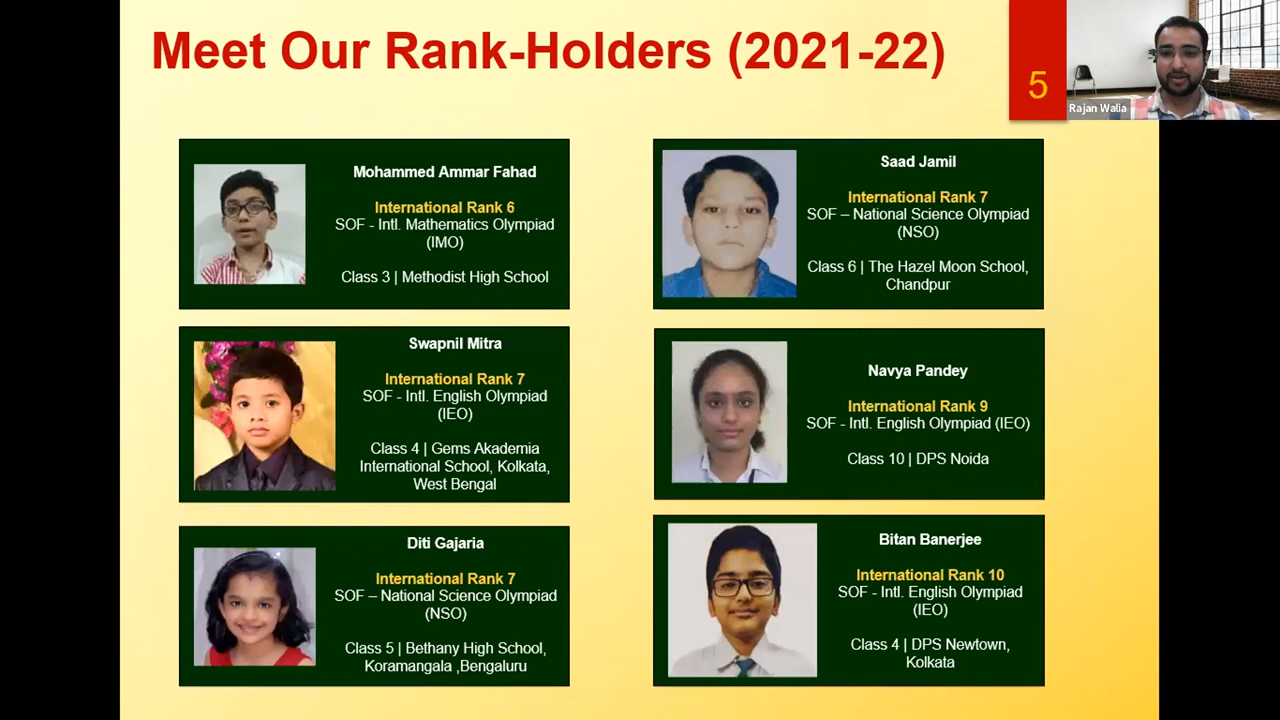 Meet Our Rank-Holders (2021-22)
5
Rajan Walia
Mohammed Ammar Fahad
International Rank 6
SOF - Intl. Mathematics Olympiad
(IMO)
Class 3 | Methodist High School
Saad Jamil
International Rank 7
SOF – National Science Olympiad
(NSO)
Class 6 | The Hazel Moon School,
Chandpur
Swapnil Mitra
International Rank 7
SOF - Intl. English Olympiad
(IEO)
Class 4 | Gems Akademia
International School, Kolkata,
West Bengal
Navya Pandey
International Rank 9
SOF - Intl. English Olympiad (IEO)
Class 10 | DPS Noida
Diti Gajaria
International Rank 7
SOF – National Science Olympiad
(NSO)
Class 5 | Bethany High School,
Koramangala ,Bengaluru
Bitan Banerjee
International Rank 10
SOF - Intl. English Olympiad
(IEO)
Class 4 | DPS Newtown,
Kolkata